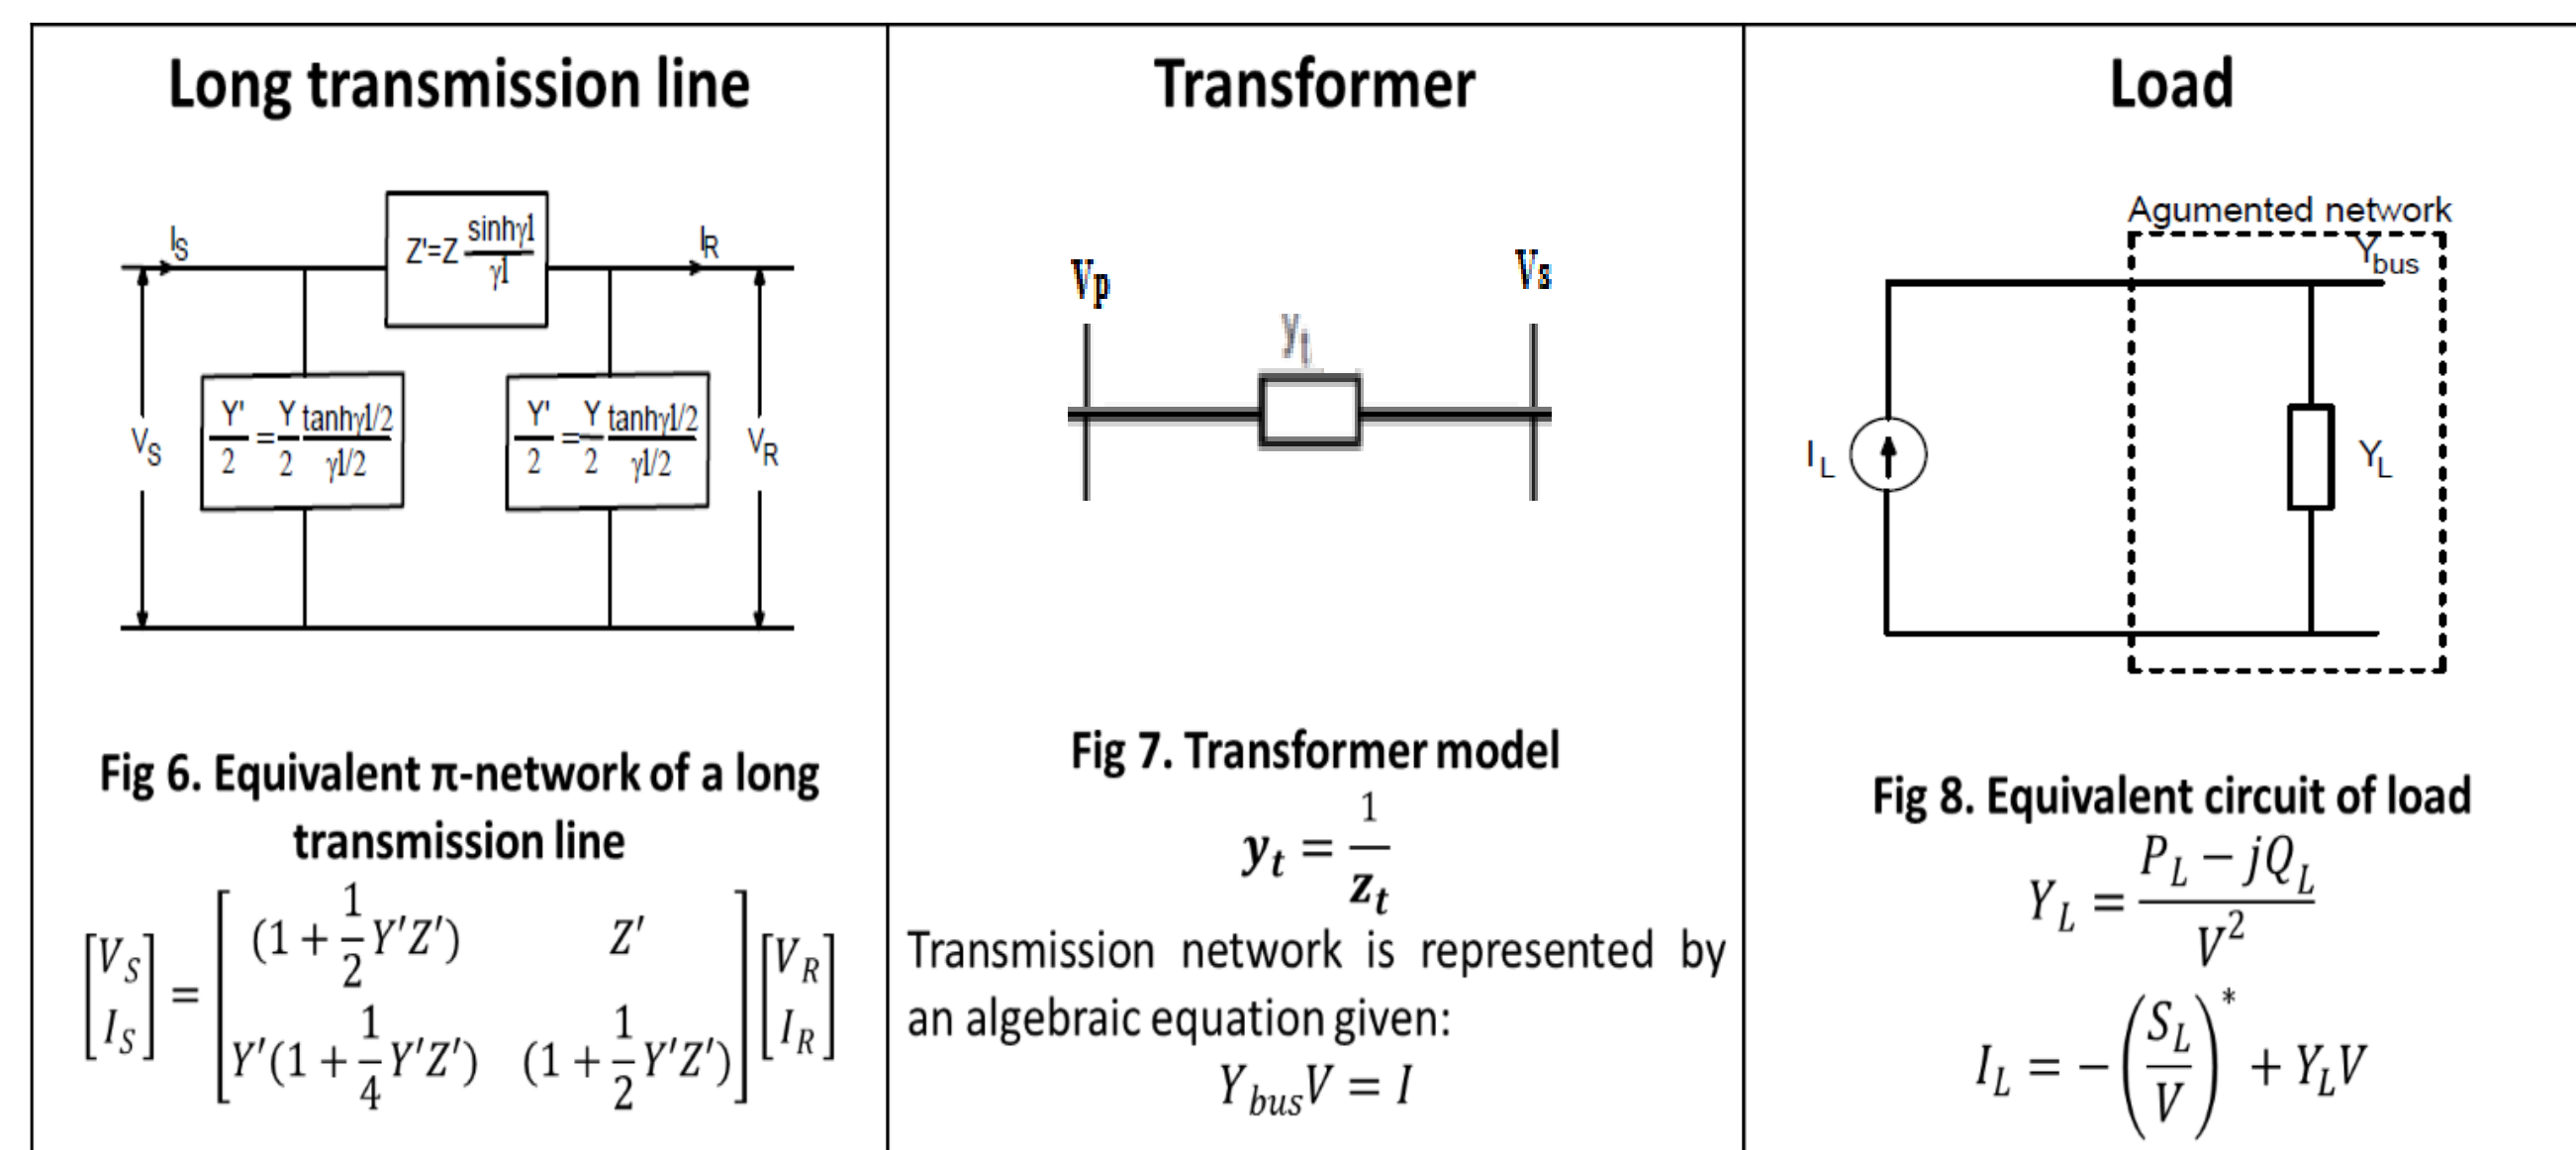 Long transmission line
I_S
Z'=Z sinhγl/γl
I_R
V_S
Y'/2 = Y/2 tanhγl/2 / γl/2
Y'/2 = Y/2 tanhγl/2 / γl/2
V_R
Fig 6. Equivalent π-network of a long
transmission line
[V_S I_S] = [(1 + 1/2 Y′Z′) Z′ Y′(1 + 1/4 Y′Z′) (1 + 1/2 Y′Z′)] [V_R I_R]
Transformer
Vp
Vs
y_t
Fig 7. Transformer model
y_t = 1/z_t
Transmission network is represented by
an algebraic equation given:
Y_bus V = I
Load
Agumented network
Y_bus
I_L
Y_L
Fig 8. Equivalent circuit of load
Y_L = P_L − jQ_L / V²
I_L = −(S_L/V)* + Y_L V